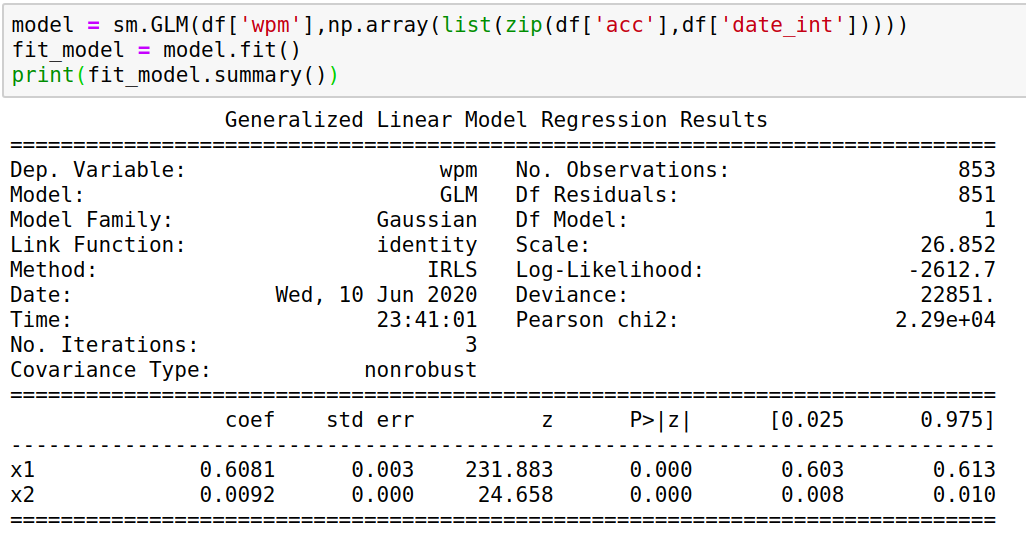 model = sm.GLM(df['wpm'],np.array(list(zip(df['acc'],df['date_int']))))
fit_model = model.fit()
print(fit_model.summary())
                 Generalized Linear Model Regression Results
==============================================================================
Dep. Variable:                    wpm   No. Observations:                  853
Model:                            GLM   Df Residuals:                      851
Model Family:                Gaussian   Df Model:                            1
Link Function:               identity   Scale:                          26.852
Method:                          IRLS   Log-Likelihood:                -2612.7
Date:                Wed, 10 Jun 2020   Deviance:                       22851.
Time:                        23:41:01   Pearson chi2:                 2.29e+04
No. Iterations:                     3
Covariance Type:            nonrobust
==============================================================================
                 coef    std err          z      P>|z|      [0.025      0.975]
------------------------------------------------------------------------------
x1             0.6081      0.003    231.883      0.000       0.603       0.613
x2             0.0092      0.000     24.658      0.000       0.008       0.010
==============================================================================